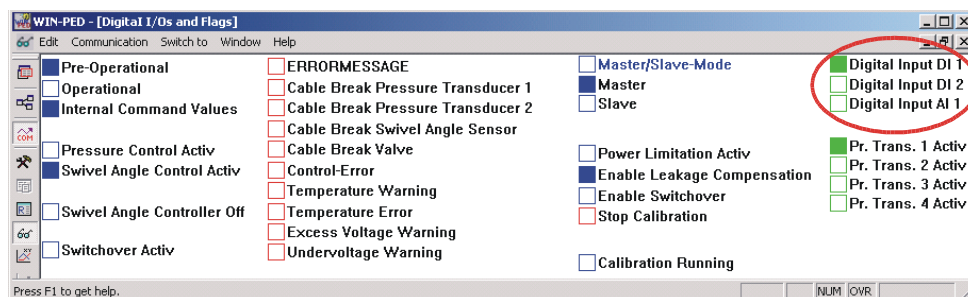 WIN-PED - [Digital I/Os and Flags]
Edit Communication Switch to Window Help
COM
R
XY
Pre-Operational
Operational
Internal Command Values
Pressure Control Activ
Swivel Angle Control Activ
Swivel Angle Controller Off
Switchover Activ
ERRORMESSAGE
Cable Break Pressure Transducer 1
Cable Break Pressure Transducer 2
Cable Break Swivel Angle Sensor
Cable Break Valve
Control-Error
Temperature Warning
Temperature Error
Excess Voltage Warning
Undervoltage Warning
Master/Slave-Mode
Master
Slave
Power Limitation Activ
Enable Leakage Compensation
Enable Switchover
Stop Calibration
Calibration Running
Digital Input DI 1
Digital Input DI 2
Digital Input AI 1
Pr. Trans. 1 Activ
Pr. Trans. 2 Activ
Pr. Trans. 3 Activ
Pr. Trans. 4 Activ
Press F1 to get help.
NUM OVR